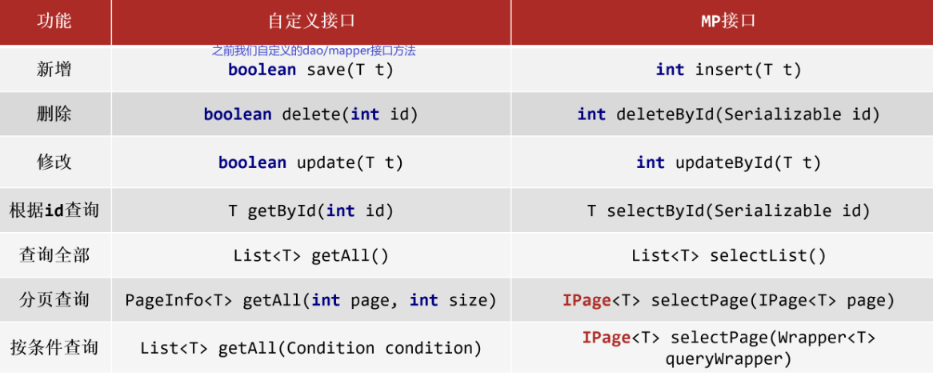 功能 自定义接口 MP接口
之前我们自定义的dao/mapper接口方法
新增 boolean save(T t) int insert(T t)
删除 boolean delete(int id) int deleteById(Serializable id)
修改 boolean update(T t) int updateById(T t)
根据id查询 T getById(int id) T selectById(Serializable id)
查询全部 List<T> getAll() List<T> selectList()
分页查询 PageInfo<T> getAll(int page, int size) IPage<T> selectPage(IPage<T> page)
按条件查询 List<T> getAll(Condition condition) IPage<T> selectPage(Wrapper<T>
queryWrapper)